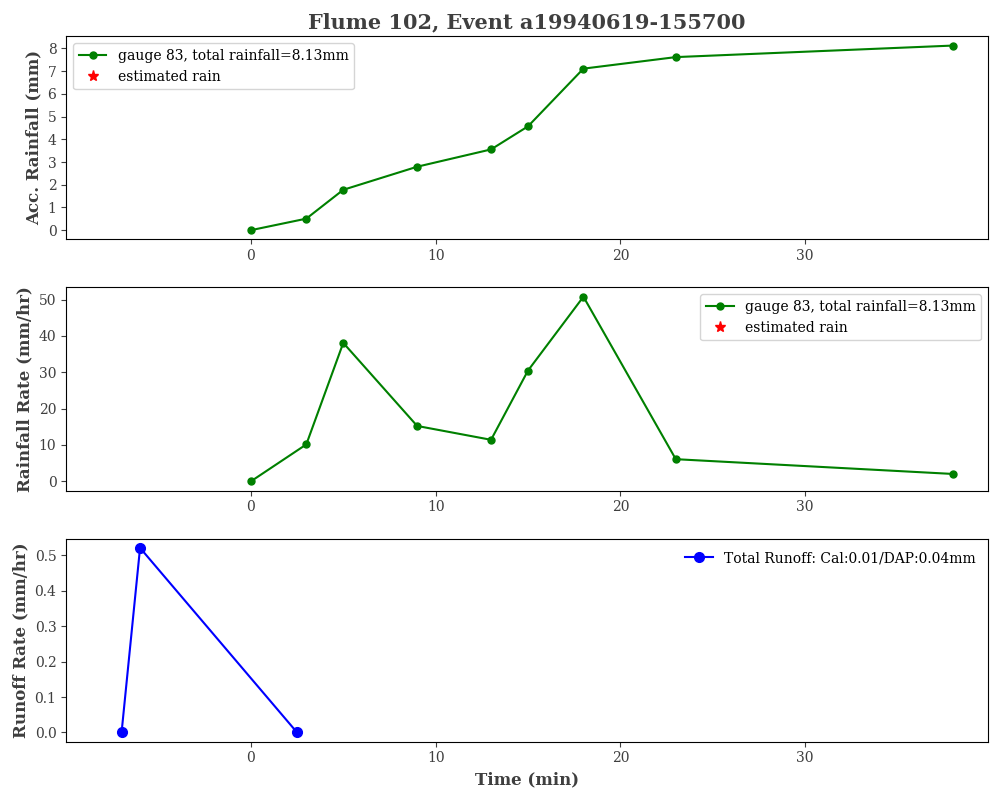 Flume 102, Event a19940619-155700
Acc. Rainfall (mm)
8
7
6
5
4
3
2
1
0
gauge 83, total rainfall=8.13mm
estimated rain
0 10 20 30
Rainfall Rate (mm/hr)
50
40
30
20
10
0
gauge 83, total rainfall=8.13mm
estimated rain
0 10 20 30
Runoff Rate (mm/hr)
0.5
0.4
0.3
0.2
0.1
0.0
Total Runoff: Cal:0.01/DAP:0.04mm
0 10 20 30
Time (min)